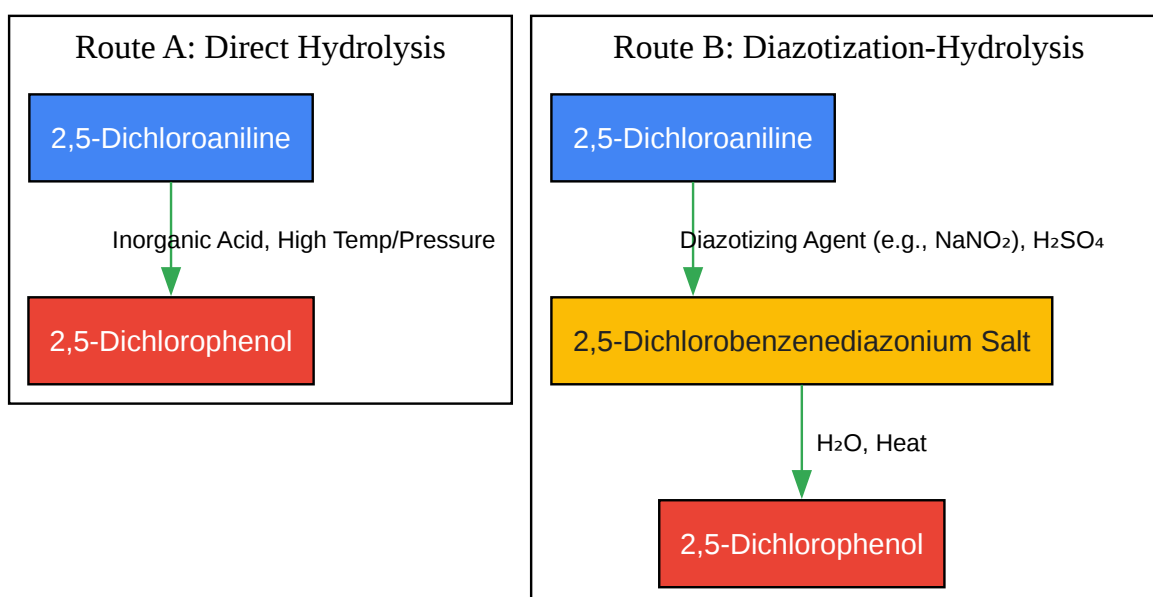 Route A: Direct Hydrolysis
2,5-Dichloroaniline
Inorganic Acid, High Temp/Pressure
2,5-Dichlorophenol
Route B: Diazotization-Hydrolysis
2,5-Dichloroaniline
Diazotizing Agent (e.g., NaNO₂), H₂SO₄
2,5-Dichlorobenzenediazonium Salt
H₂O, Heat
2,5-Dichlorophenol